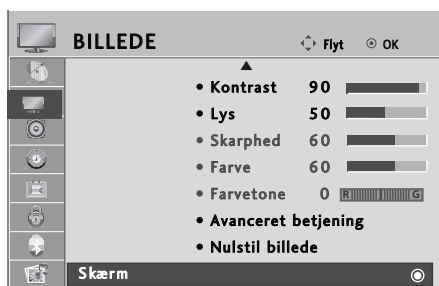 BILLEDE Flyt OK
• Kontrast 90
• Lys 50
• Skarphed 60
• Farve 60
• Farvetone 0 R G
• Avanceret betjening
• Nulstil billede
Skærm